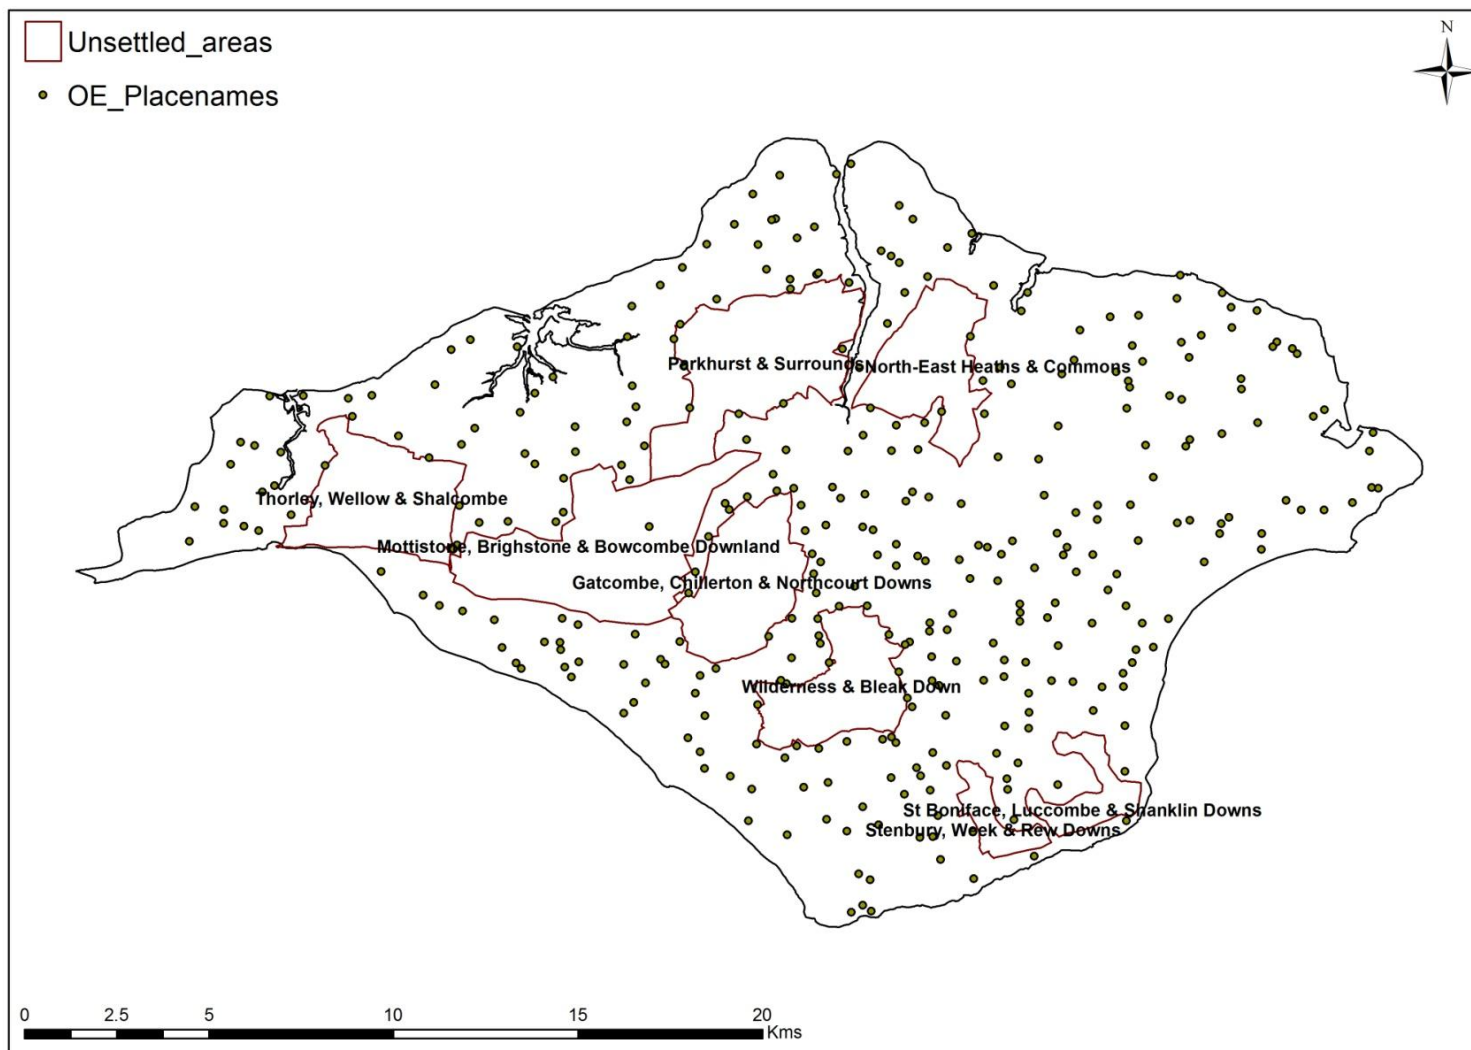 Unsettled_areas
OE_Placenames
N
Parkhurst & Surrounds
North-East Heaths & Commons
Thorley, Wellow & Shalcombe
Mottistone, Brighstone & Bowcombe Downland
Gatcombe, Chillerton & Northcourt Downs
Wilderness & Bleak Down
St Boniface, Luccombe & Shanklin Downs
Stenbury, Week & Rew Downs
0 2.5 5 10 15 20
Kms